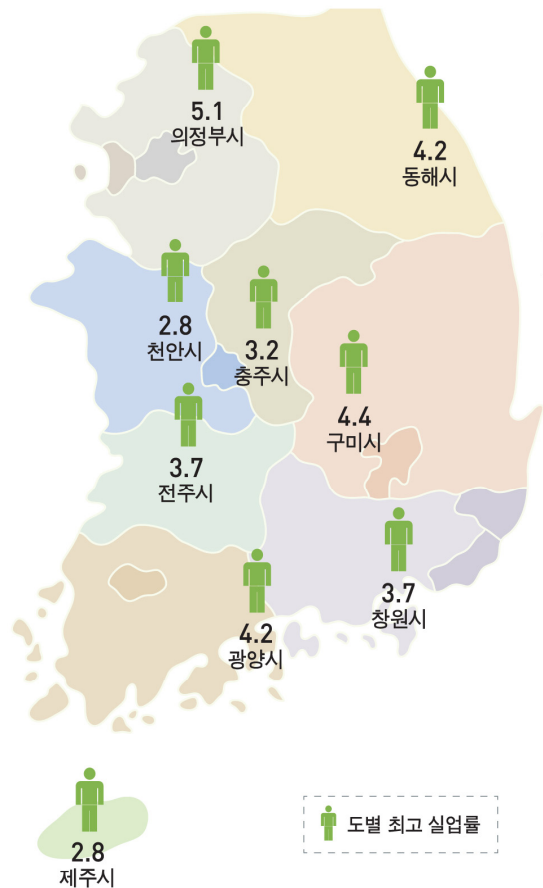 5.1
의정부시
4.2
동해시
2.8
천안시
3.2
충주시
4.4
구미시
3.7
전주시
3.7
창원시
4.2
광양시
2.8
제주시
도별 최고 실업률